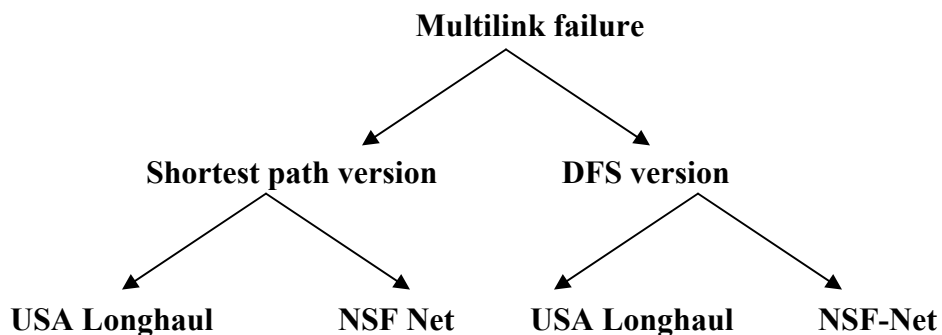 Multilink failure
Shortest path version DFS version
USA Longhaul NSF Net USA Longhaul NSF-Net